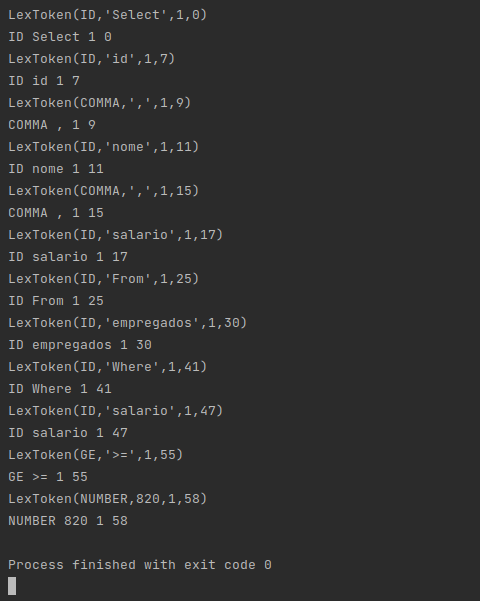 LexToken(ID,'Select',1,0)
ID Select 1 0
LexToken(ID,'id',1,7)
ID id 1 7
LexToken(COMMA,',',1,9)
COMMA , 1 9
LexToken(ID,'nome',1,11)
ID nome 1 11
LexToken(COMMA,',',1,15)
COMMA , 1 15
LexToken(ID,'salario',1,17)
ID salario 1 17
LexToken(ID,'From',1,25)
ID From 1 25
LexToken(ID,'empregados',1,30)
ID empregados 1 30
LexToken(ID,'Where',1,41)
ID Where 1 41
LexToken(ID,'salario',1,47)
ID salario 1 47
LexToken(GE,'>=',1,55)
GE >= 1 55
LexToken(NUMBER,820,1,58)
NUMBER 820 1 58
Process finished with exit code 0